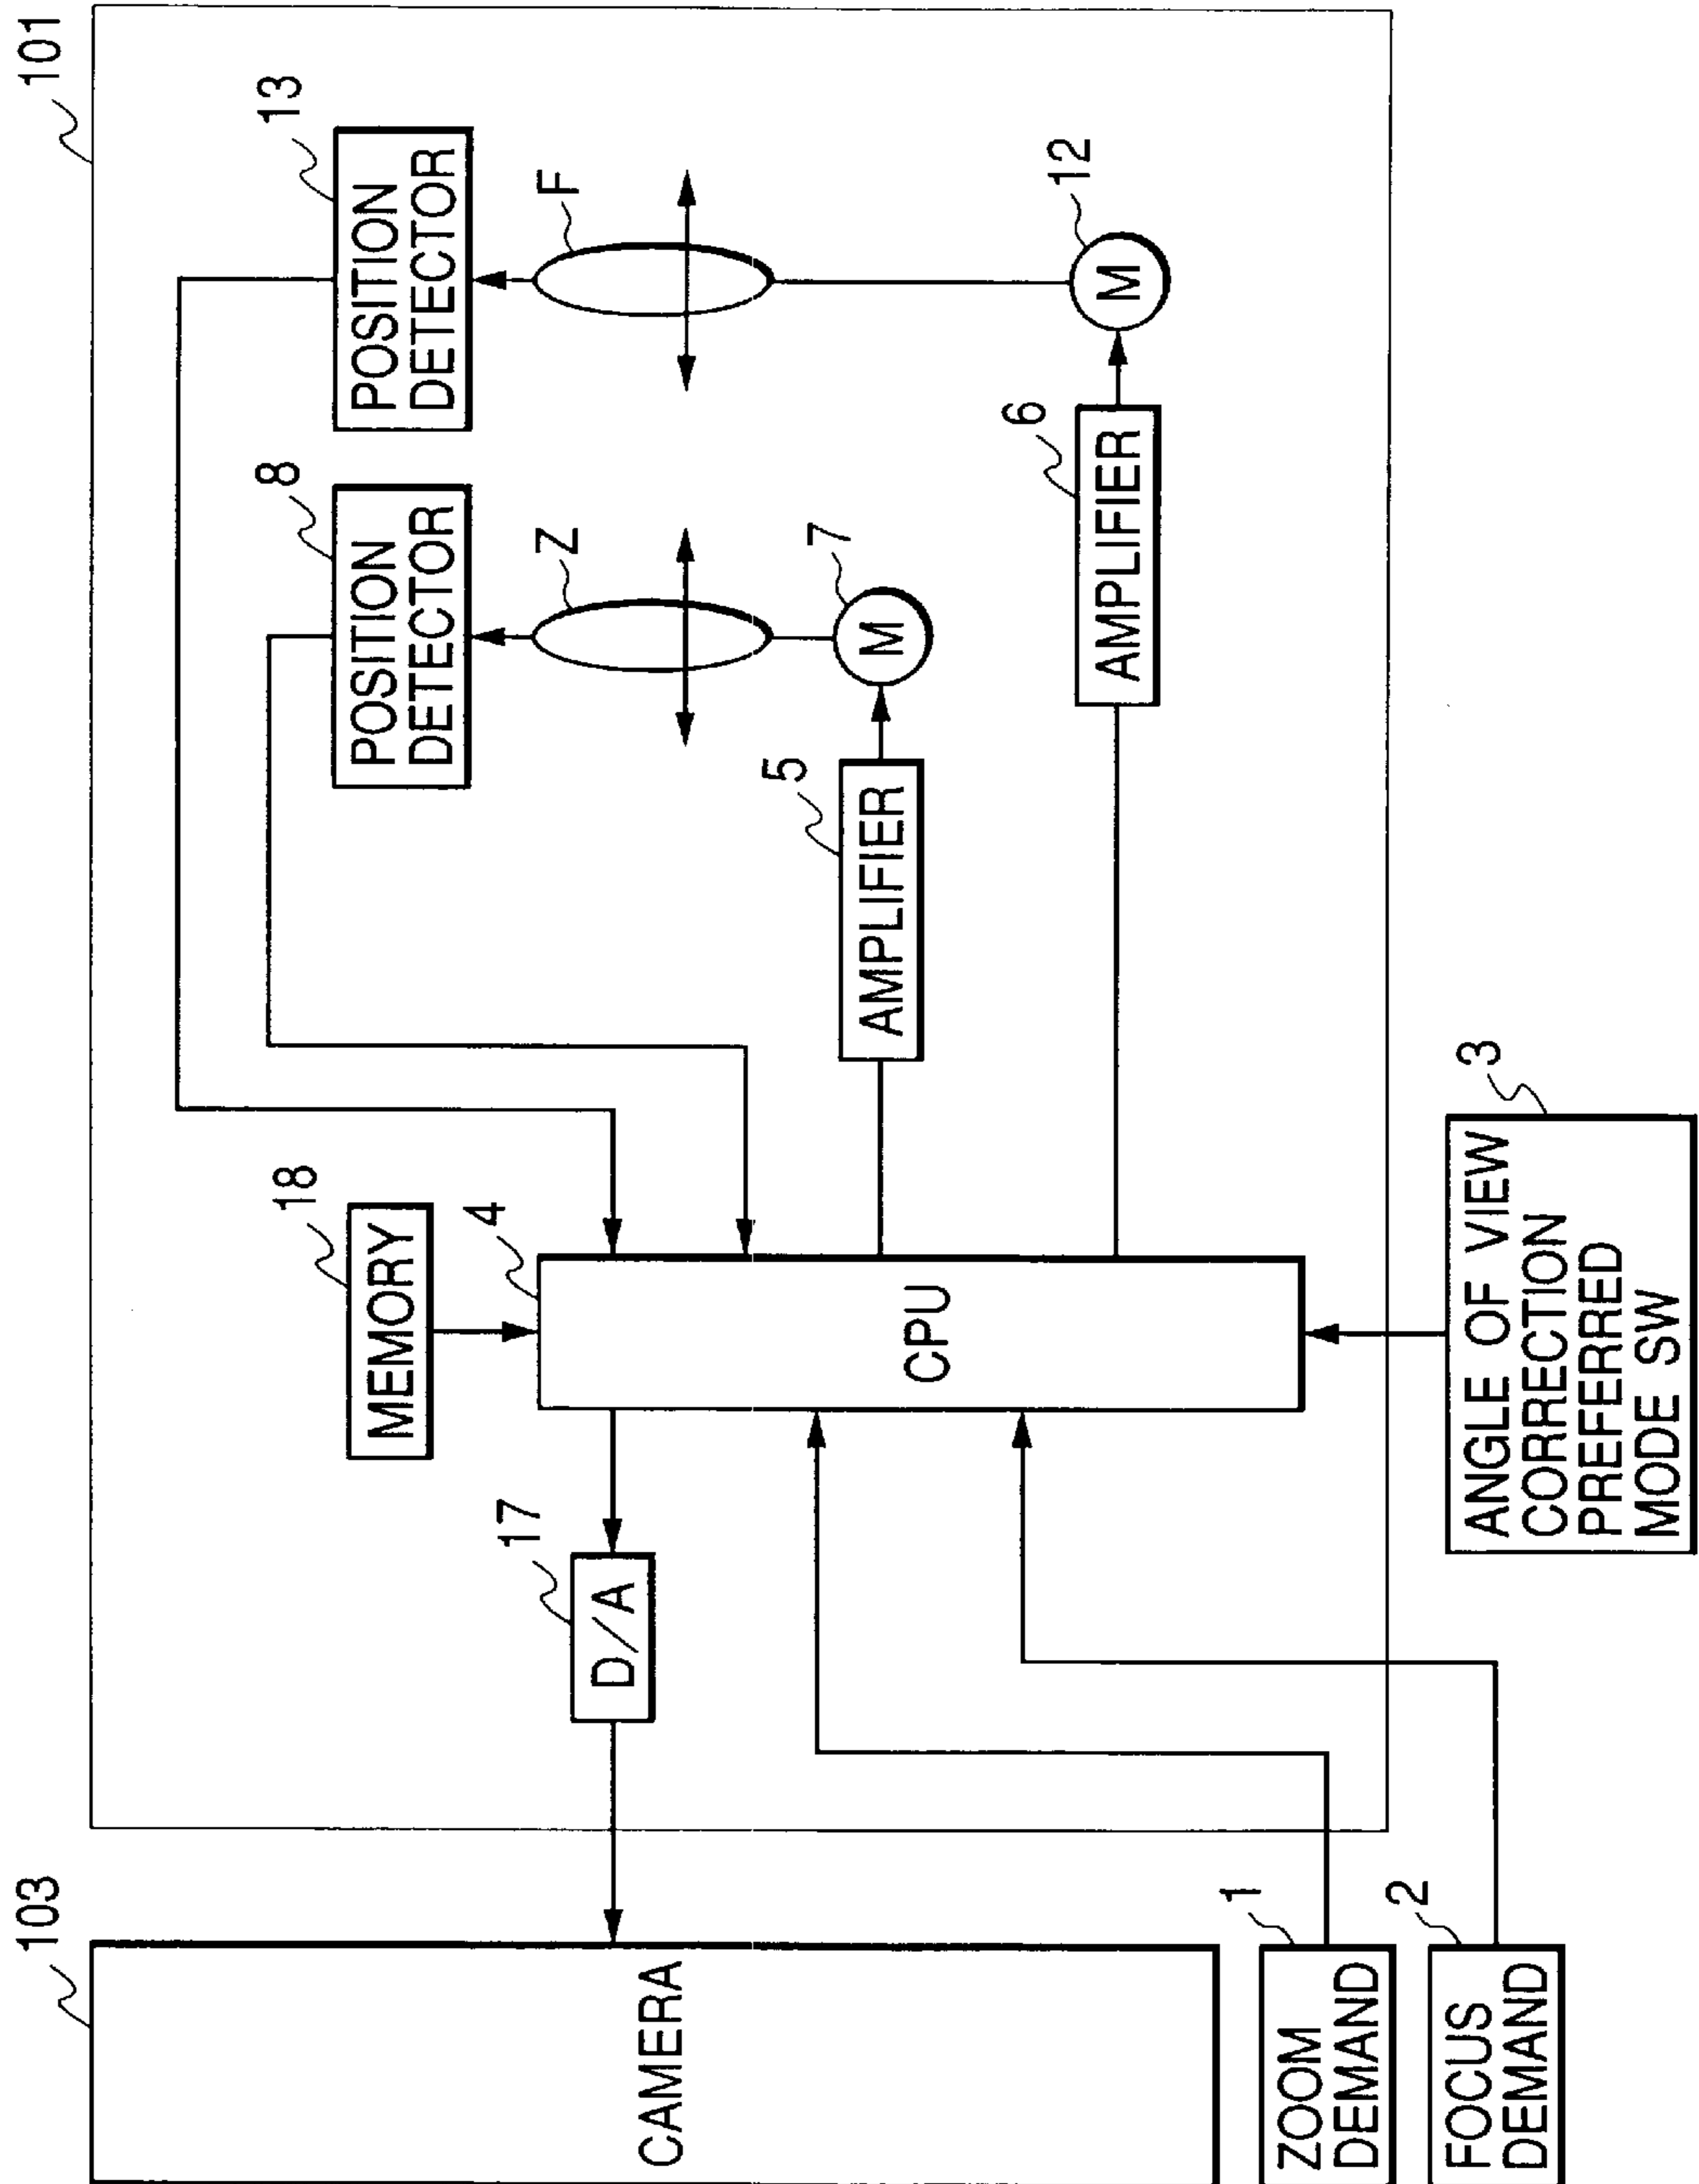 103
CAMERA
1
ZOOM
DEMAND
2
FOCUS
DEMAND
101
17
D/A
18
MEMORY
4
CPU
3
ANGLE OF VIEW
CORRECTION
PREFERRED
MODE SW
5
AMPLIFIER
6
AMPLIFIER
8
POSITION
DETECTOR
Z
7
M
13
POSITION
DETECTOR
F
12
M